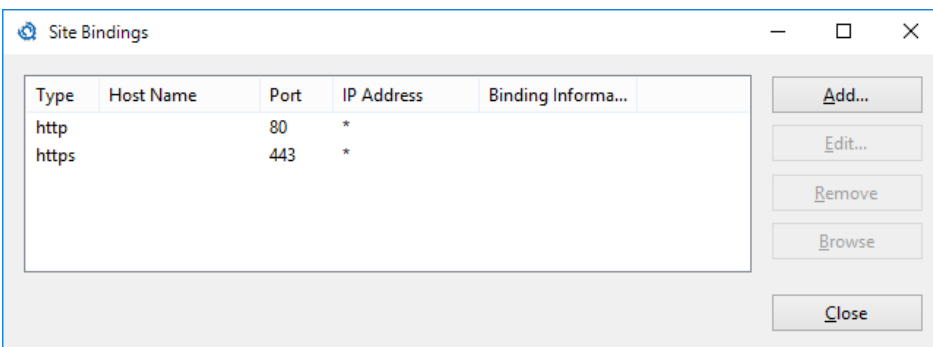 Site Bindings
Type Host Name Port IP Address Binding Informa...
http 80 *
https 443 *
Add...
Edit...
Remove
Browse
Close